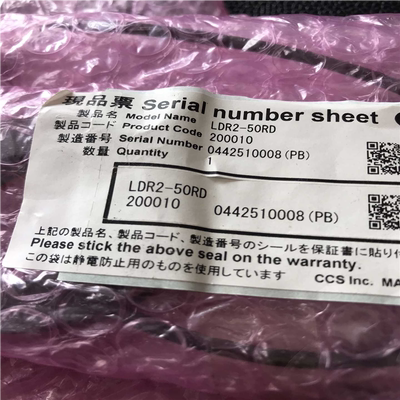 現品票 Serial number sheet
製品名 Model Name LDR2-50RD
製品コード Product Code 200010
製造番号 Serial Number 0442510008(PB)
数量 Quantity 1
LDR2-50RD
200010 0442510008(PB)
上記の製品名、製品コード、製造番号のシールを保証書に貼り付
Please stick the above seal on the warranty.
この袋は静電防止用のものを使用しています
CCS Inc. MA